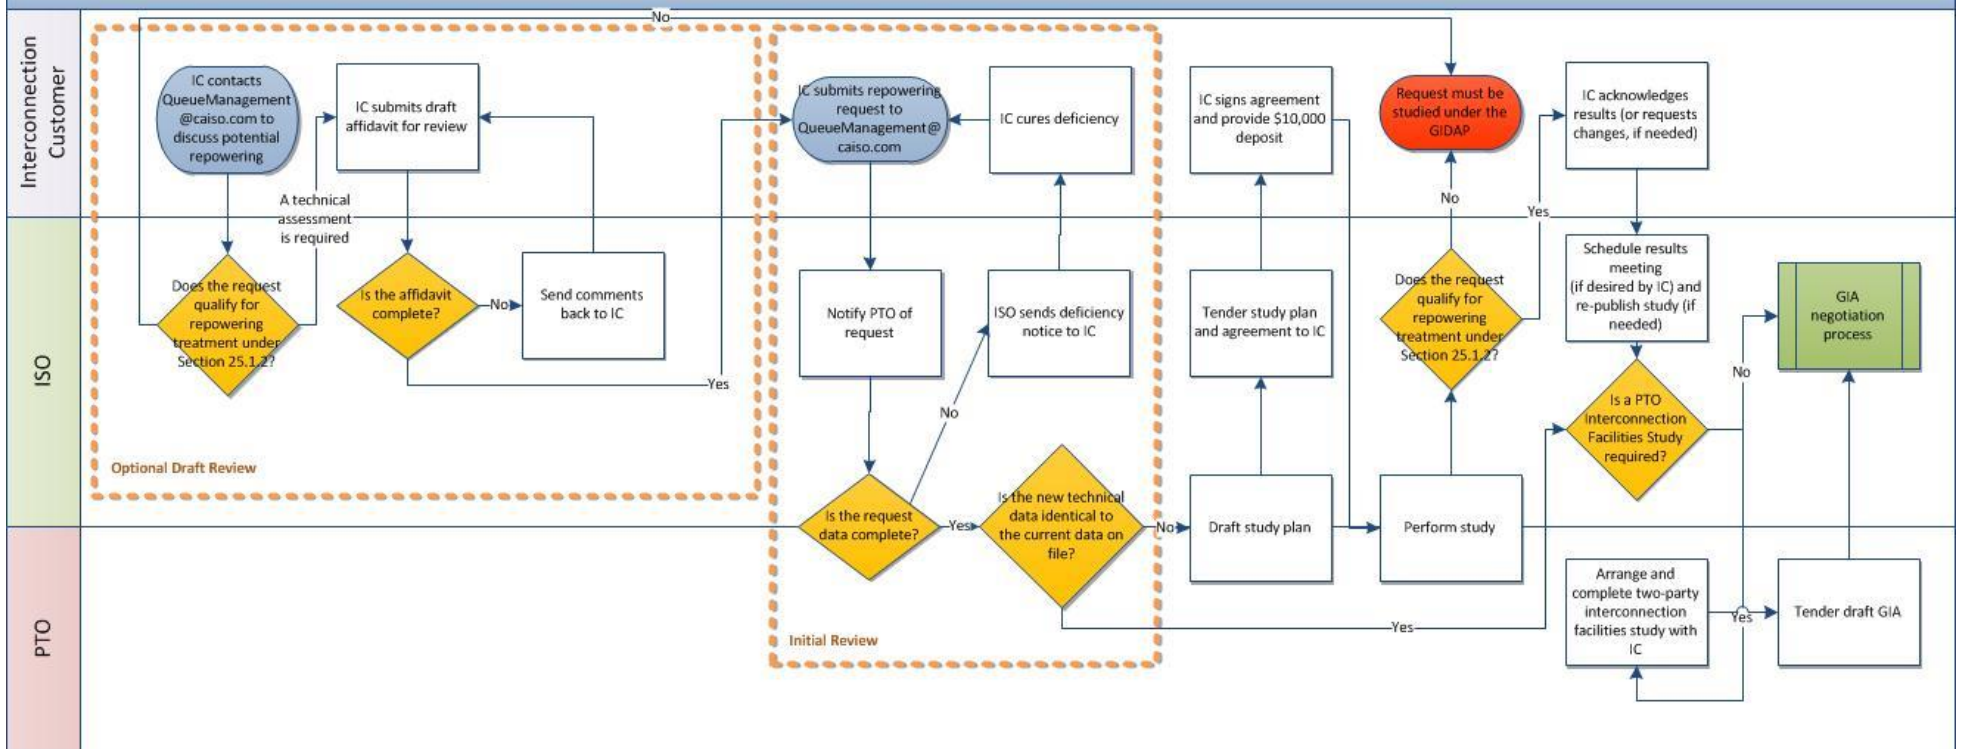 No
Interconnection
Customer
IC contacts
QueueManagement
@caiso.com to
discuss potential
repowering
IC submits draft
affidavit for review
A technical
assessment
is required
IC submits repowering
request to
QueueManagement@
caiso.com
IC cures deficiency
IC signs agreement
and provide $10,000
deposit
Request must be
studied under the
GIDAP
IC acknowledges
results (or requests
changes, if needed)
No
Yes
ISO
Does the request
qualify for
repowering
treatment under
Section 25.1.2?
Is the affidavit
complete?
No
Send comments
back to IC
Yes
Optional Draft Review
Notify PTO of
request
ISO sends deficiency
notice to IC
No
Tender study plan
and agreement to IC
Does the request
qualify for
repowering
treatment under
Section 25.1.2?
Schedule results
meeting
(if desired by IC) and
re-publish study (if
needed)
GIA
negotiation
process
No
Is a PTO
Interconnection
Facilities Study
required?
Is the request
data complete?
Yes
Is the new technical
data identical to
the current data on
file?
No
Draft study plan
Perform study
PTO
Initial Review
Yes
Arrange and
complete two-party
interconnection
facilities study with
IC
Yes
Tender draft GIA